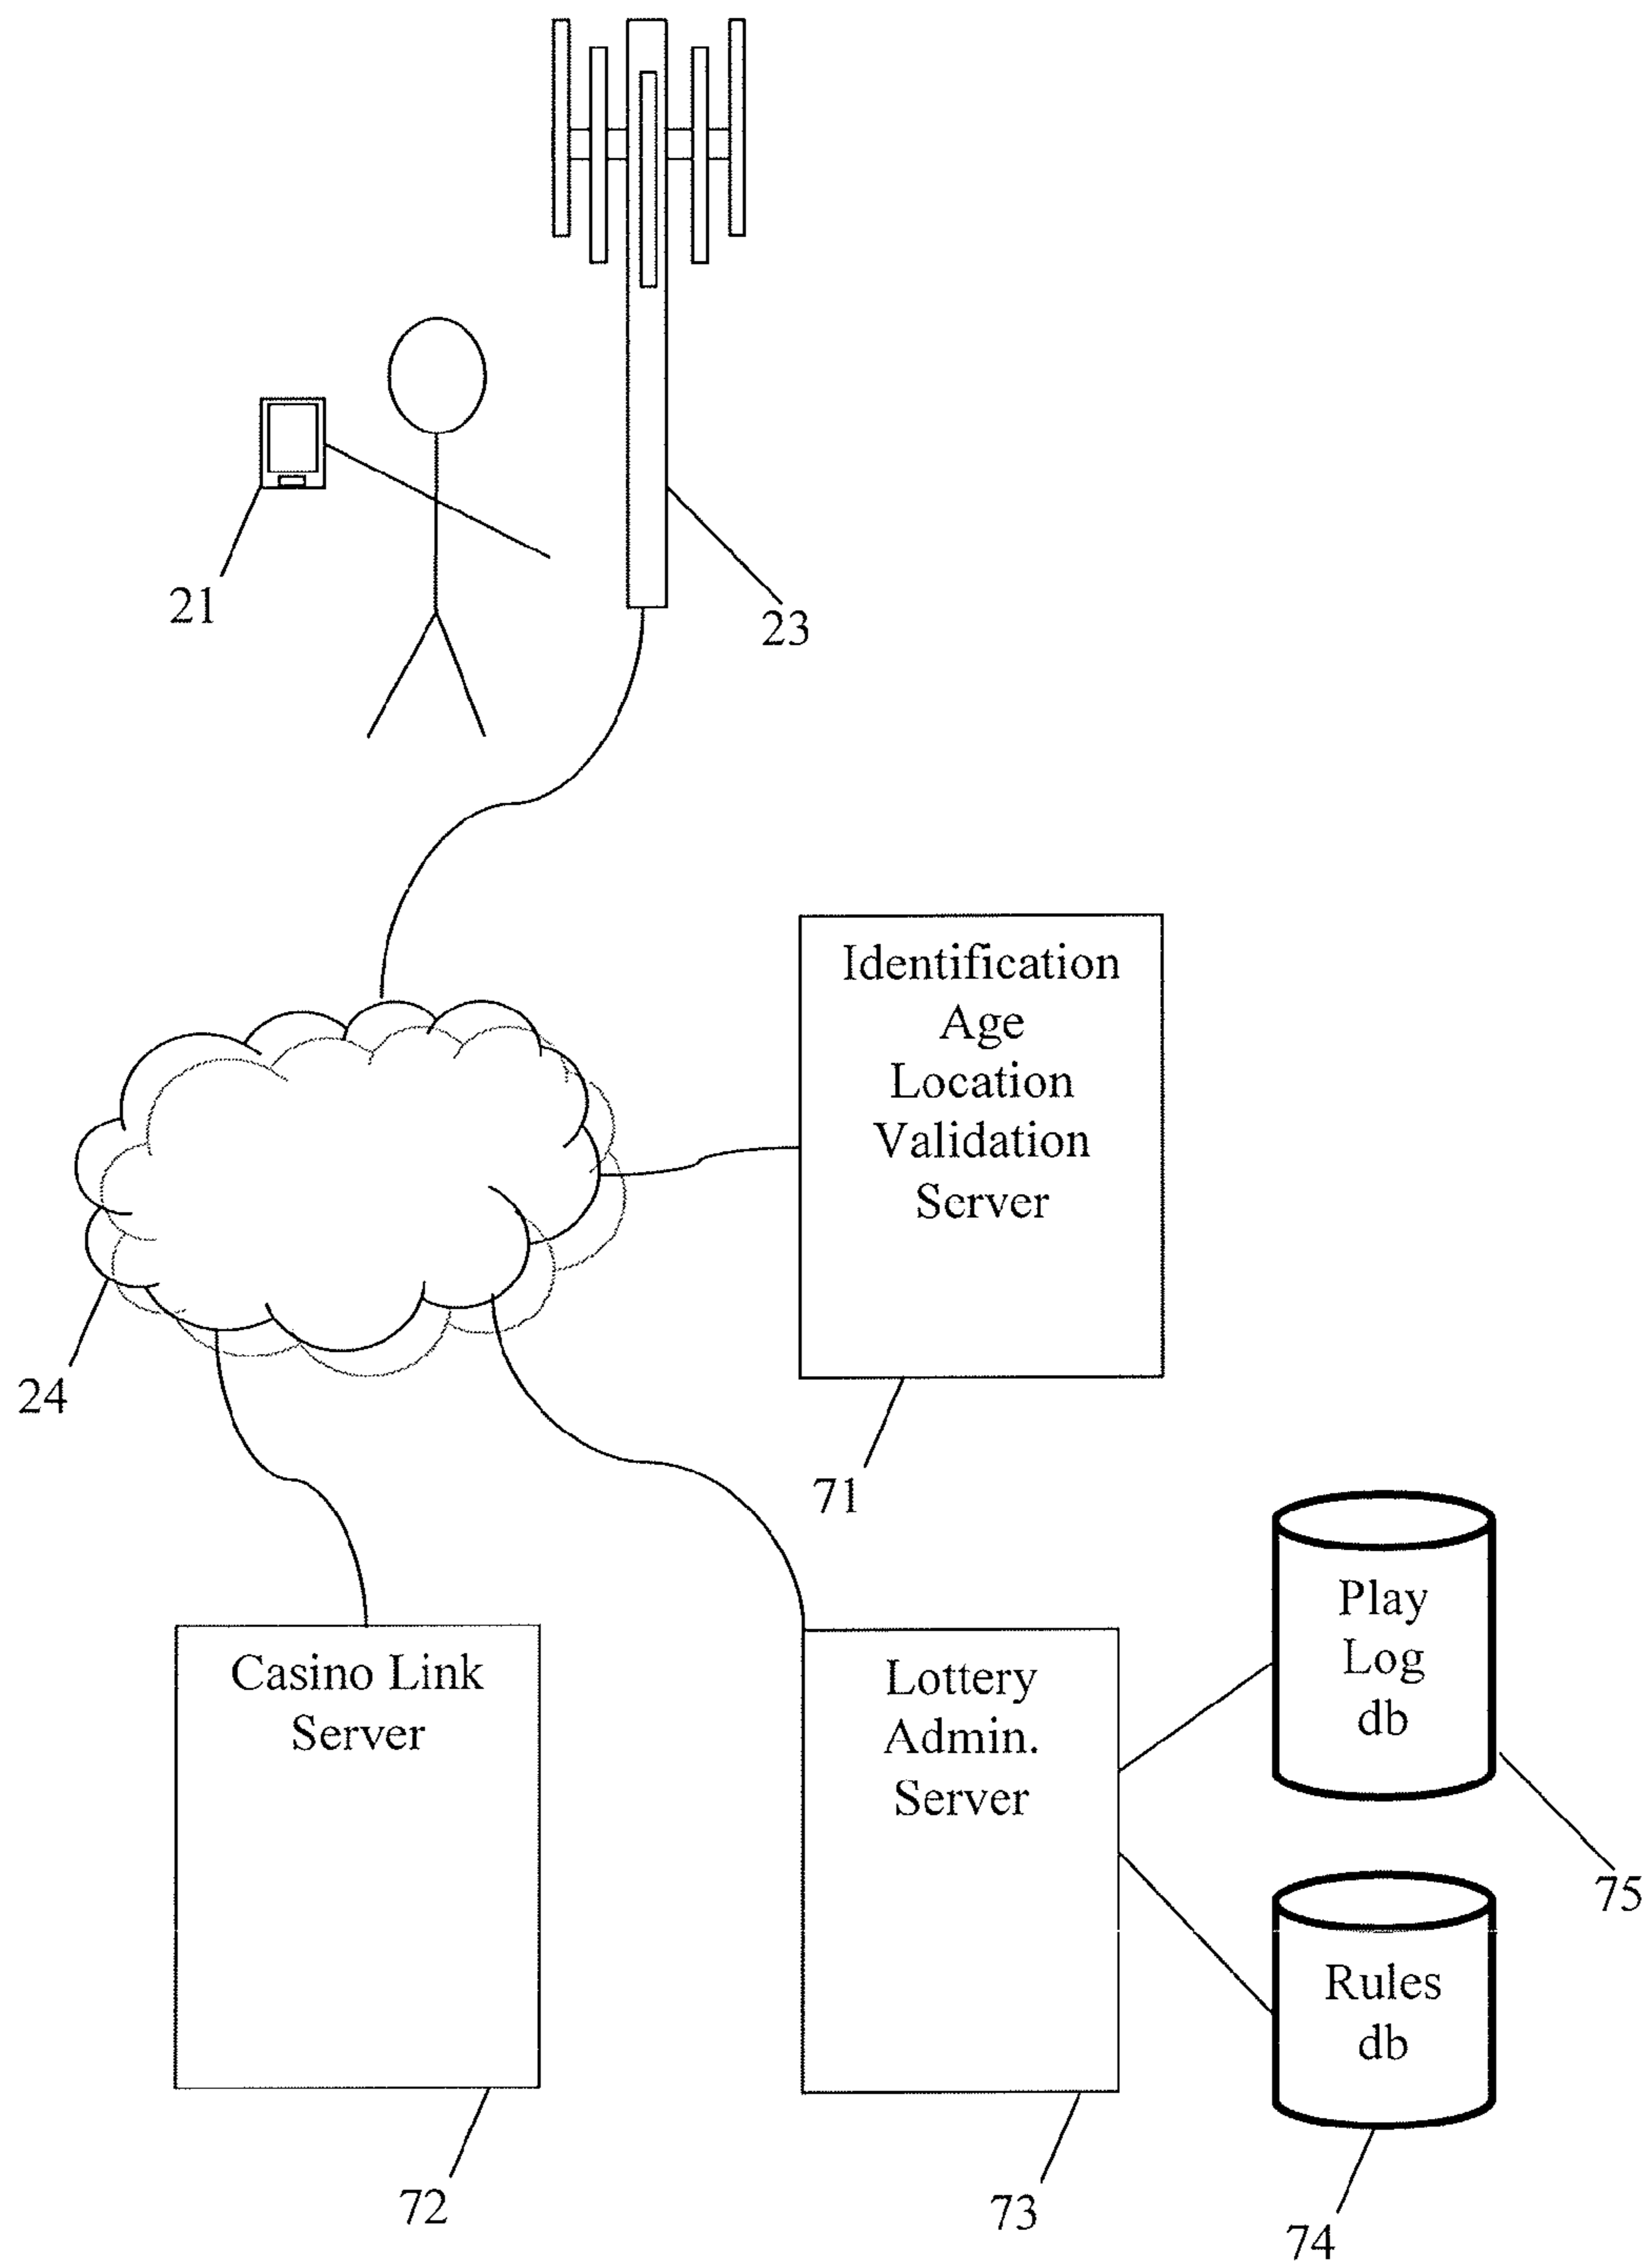 21
23
Identification
Age
Location
Validation
Server
24
71
Play
Log
db
Casino Link
Server
Lottery
Admin.
Server
75
Rules
db
72
73
74